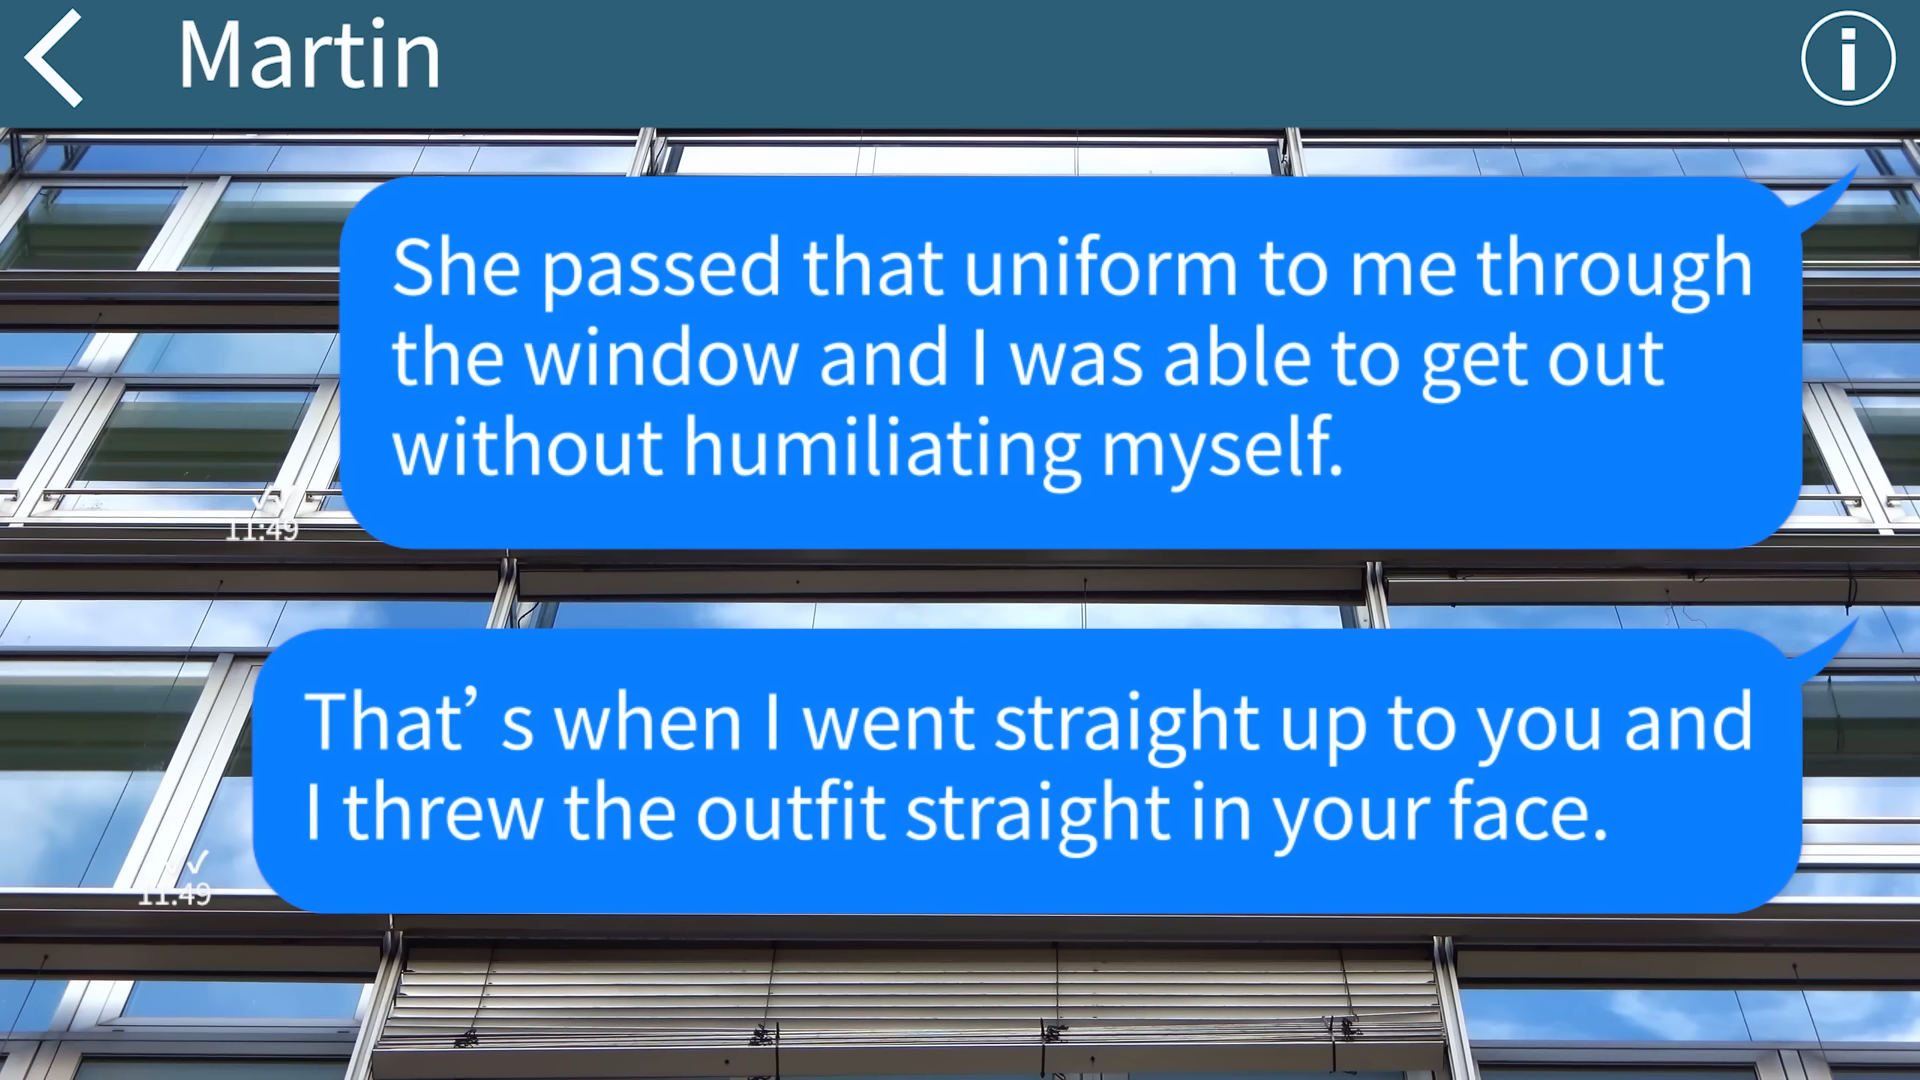 Martin
She passed that uniform to me through
the window and I was able to get out
without humiliating myself.
11:49
That’s when I went straight up to you and
I threw the outfit straight in your face.
11:49